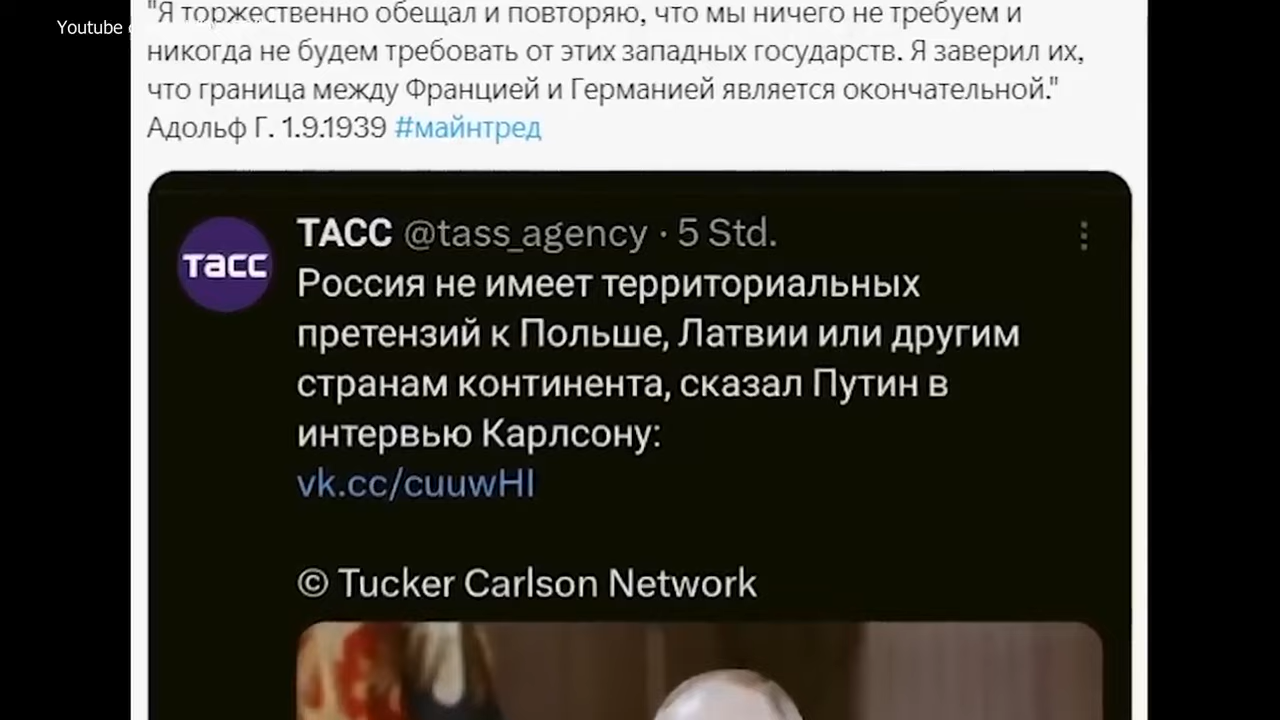 Youtube
"Я торжественно обещал и повторяю, что мы ничего не требуем и
никогда не будем требовать от этих западных государств. Я заверил их,
что граница между Францией и Германией является окончательной."
Адольф Г. 1.9.1939 #майнтред
ТАСС @tass_agency · 5 Std.
тасс
Россия не имеет территориальных
претензий к Польше, Латвии или другим
странам континента, сказал Путин в
интервью Карлсону:
vk.cc/cuuwHI
© Tucker Carlson Network